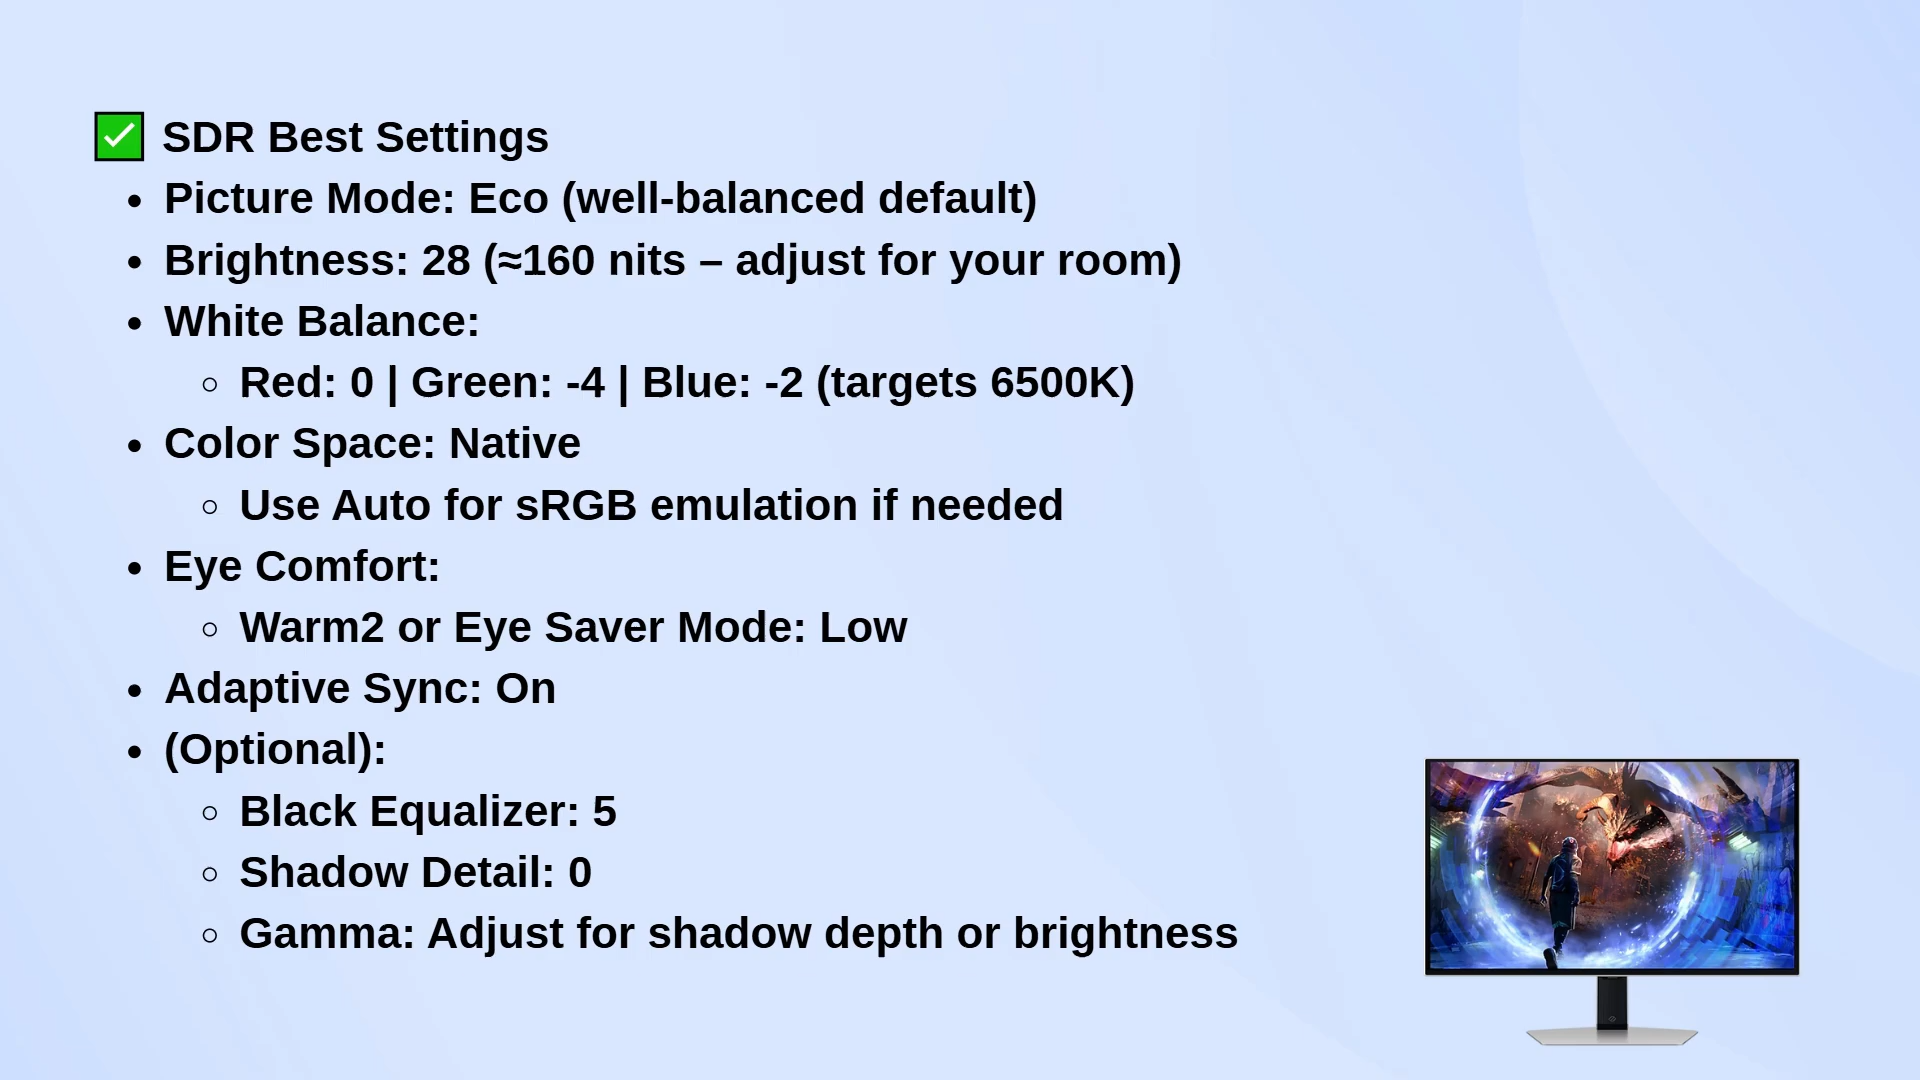 ✅ SDR Best Settings
• Picture Mode: Eco (well-balanced default)
• Brightness: 28 (≈160 nits – adjust for your room)
• White Balance:
◦ Red: 0 | Green: -4 | Blue: -2 (targets 6500K)
• Color Space: Native
◦ Use Auto for sRGB emulation if needed
• Eye Comfort:
◦ Warm2 or Eye Saver Mode: Low
• Adaptive Sync: On
• (Optional):
◦ Black Equalizer: 5
◦ Shadow Detail: 0
◦ Gamma: Adjust for shadow depth or brightness